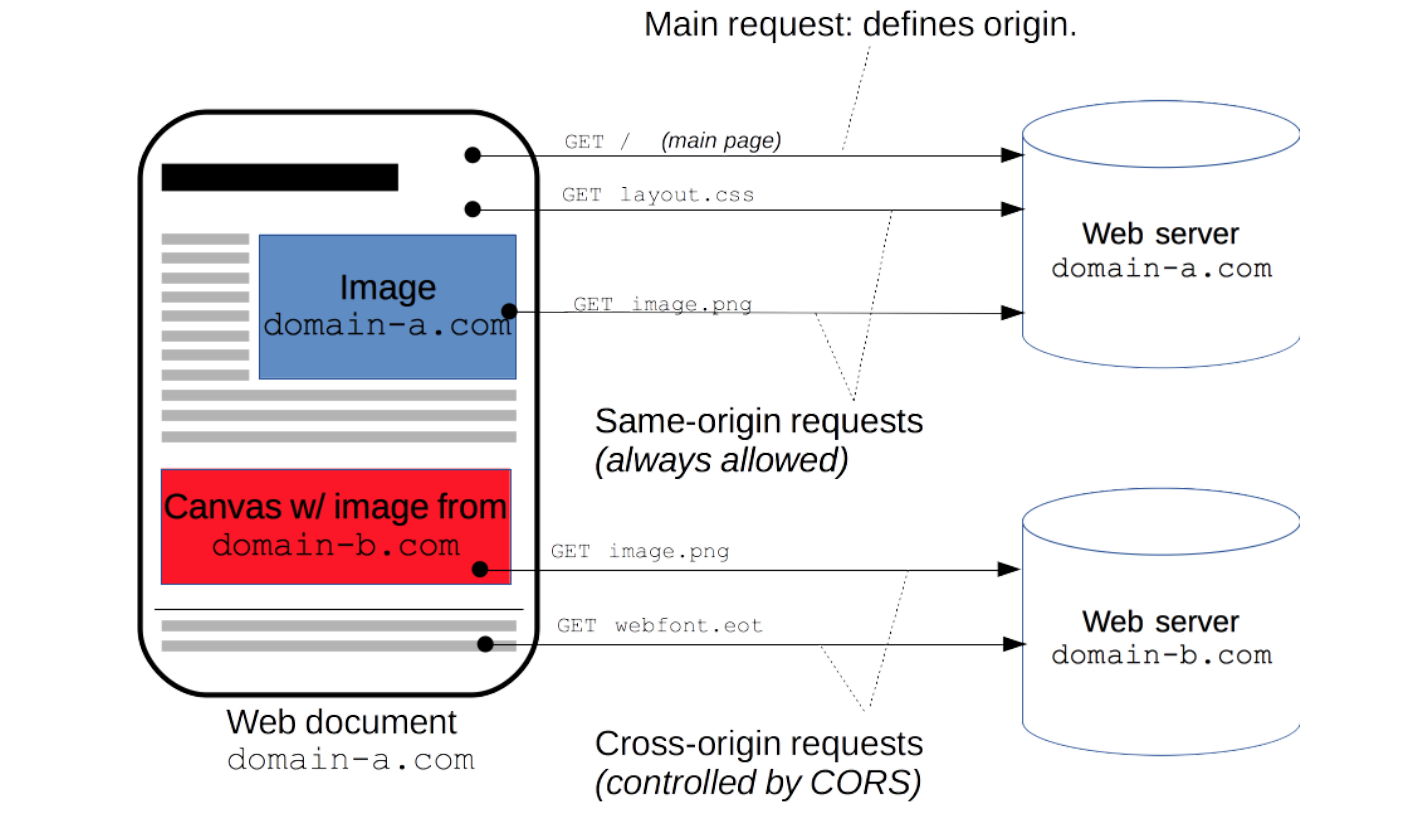 Main request: defines origin.
GET / (main page)
GET layout.css
Web server
domain-a.com
Image
domain-a.com
GET image.png
Same-origin requests
(always allowed)
Canvas w/ image from
domain-b.com
GET image.png
GET webfont.eot
Web server
domain-b.com
Web document
domain-a.com
Cross-origin requests
(controlled by CORS)